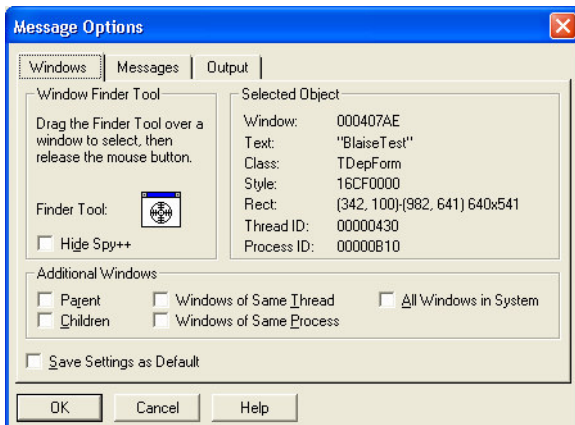 Message Options
Windows Messages Output
Window Finder Tool
Drag the Finder Tool over a
window to select, then
release the mouse button.
Finder Tool:
Hide Spy++
Selected Object
Window: 000407AE
Text: "BlaiseTest"
Class: TDepForm
Style: 16CF0000
Rect: (342, 100)-(982, 641) 640x541
Thread ID: 00000430
Process ID: 00000B10
Additional Windows
Parent Windows of Same Thread All Windows in System
Children Windows of Same Process
Save Settings as Default
OK Cancel Help